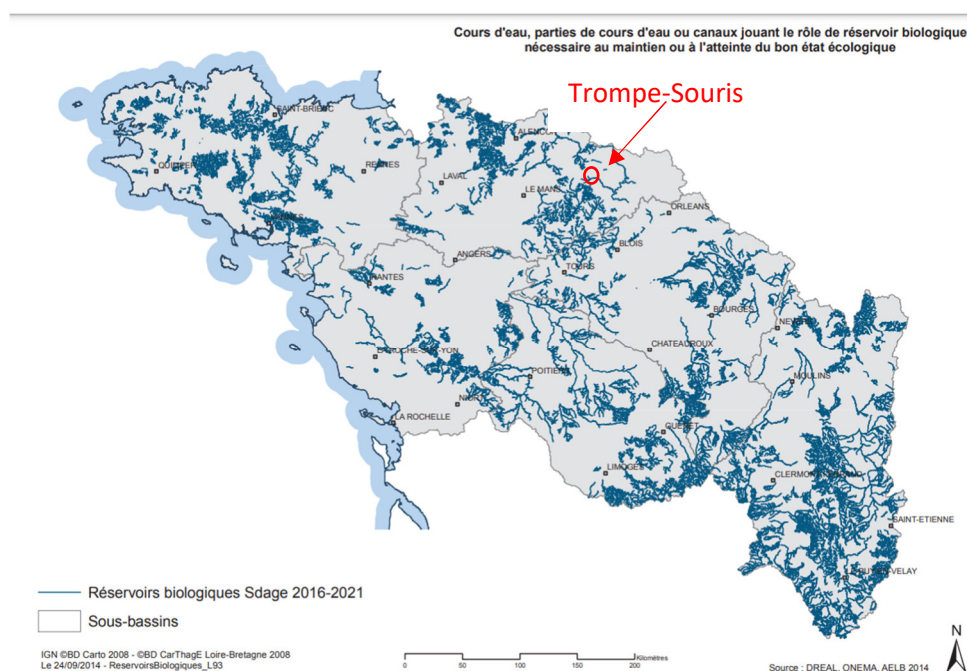 Cours d'eau, parties de cours d'eau ou canaux jouant le rôle de réservoir biologique
nécessaire au maintien ou à l'atteinte du bon état écologique
Trompe-Souris
SAINT-BRIEUC
ALENCON
QUIMPER
RENNES
LAVAL
LE MANS
ORLEANS
BLOIS
ANGERS
TOURS
NANTES
BOURGES
NEVERS
CHATEAUROUX
LA ROCHE-SUR-YON
POITIERS
MOULINS
NIORT
LA ROCHELLE
GUERET
LIMOGES
CLERMONT-FERRAND
SAINT-ETIENNE
LE PUY-EN-VELAY
Réservoirs biologiques Sdage 2016-2021
Sous-bassins
IGN ©BD Carto 2008 - ©BD CarThagE Loire-Bretagne 2008
Le 24/09/2014 - ReservoirsBiologiques_L93
Kilomètres
0 50 100 150 200
N
Source : DREAL, ONEMA, AELB 2014